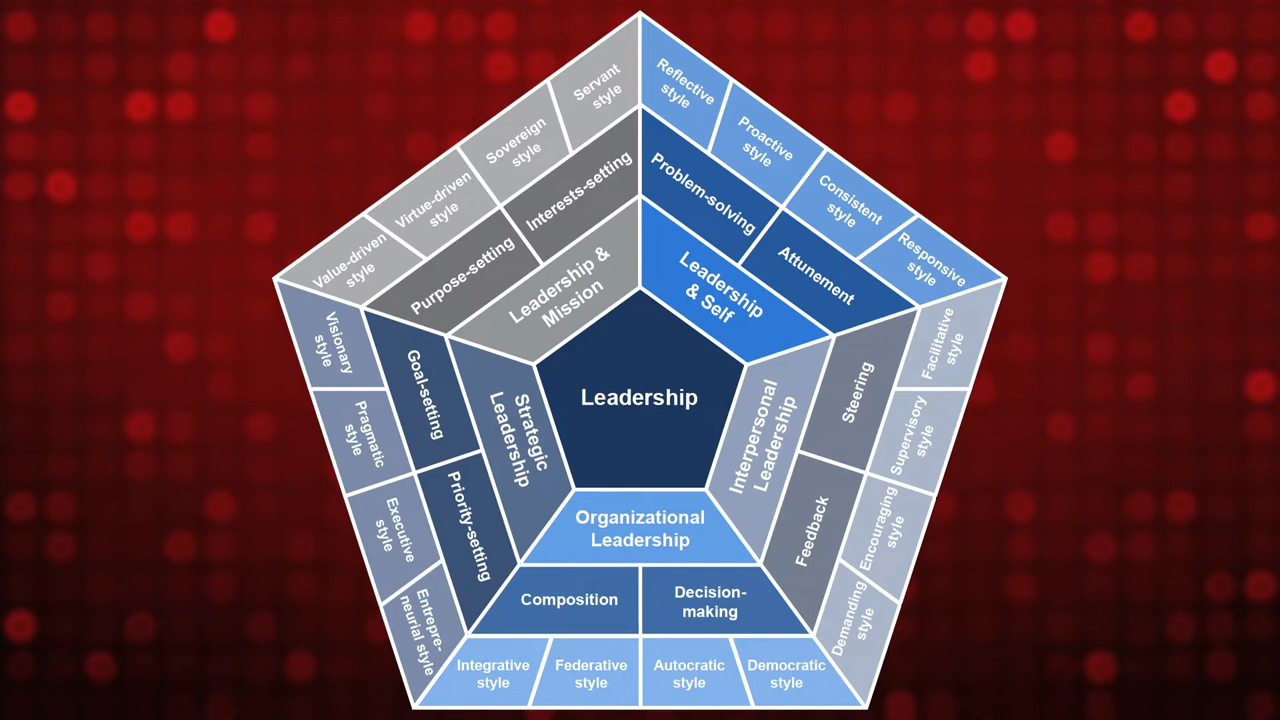 Leadership
Leadership
& Self
Problem-solving
Attunement
Reflective
style
Proactive
style
Consistent
style
Responsive
style
Interpersonal
Leadership
Steering
Feedback
Facilitative
style
Supervisory
style
Encouraging
style
Demanding
style
Organizational
Leadership
Composition
Decision-
making
Integrative
style
Federative
style
Autocratic
style
Democratic
style
Strategic
Leadership
Goal-setting
Priority-setting
Visionary
style
Pragmatic
style
Executive
style
Entrepre-
neurial style
Leadership &
Mission
Purpose-setting
Interests-setting
Value-driven
style
Virtue-driven
style
Sovereign
style
Servant
style